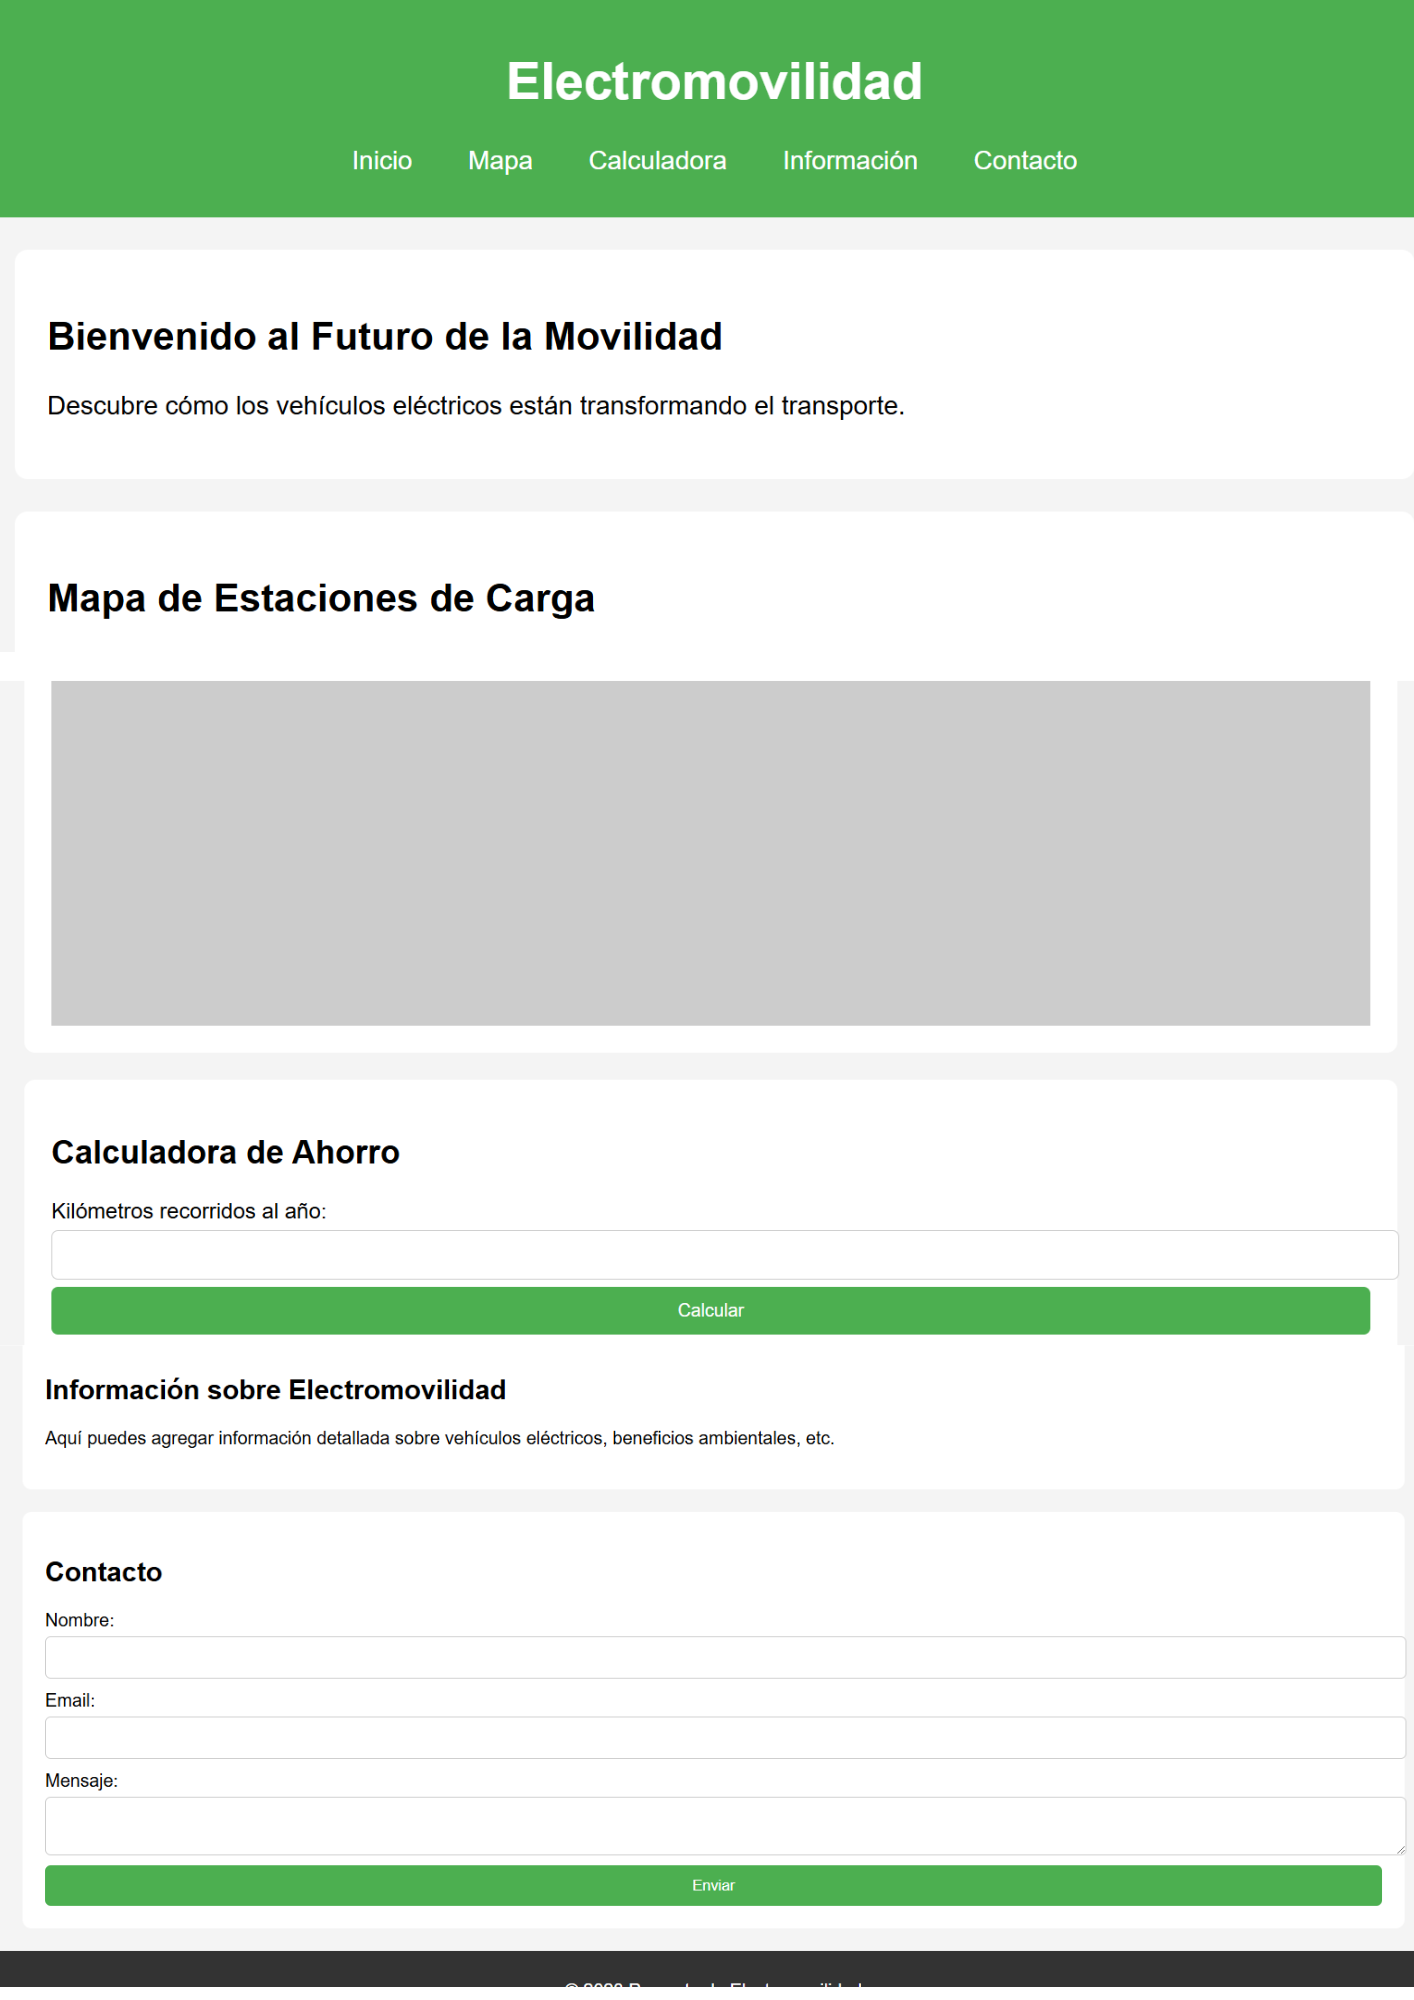 Electromovilidad
Inicio Mapa Calculadora Información Contacto
Bienvenido al Futuro de la Movilidad
Descubre cómo los vehículos eléctricos están transformando el transporte.
Mapa de Estaciones de Carga
Calculadora de Ahorro
Kilómetros recorridos al año:
Calcular
Información sobre Electromovilidad
Aquí puedes agregar información detallada sobre vehículos eléctricos, beneficios ambientales, etc.
Contacto
Nombre:
Email:
Mensaje:
Enviar